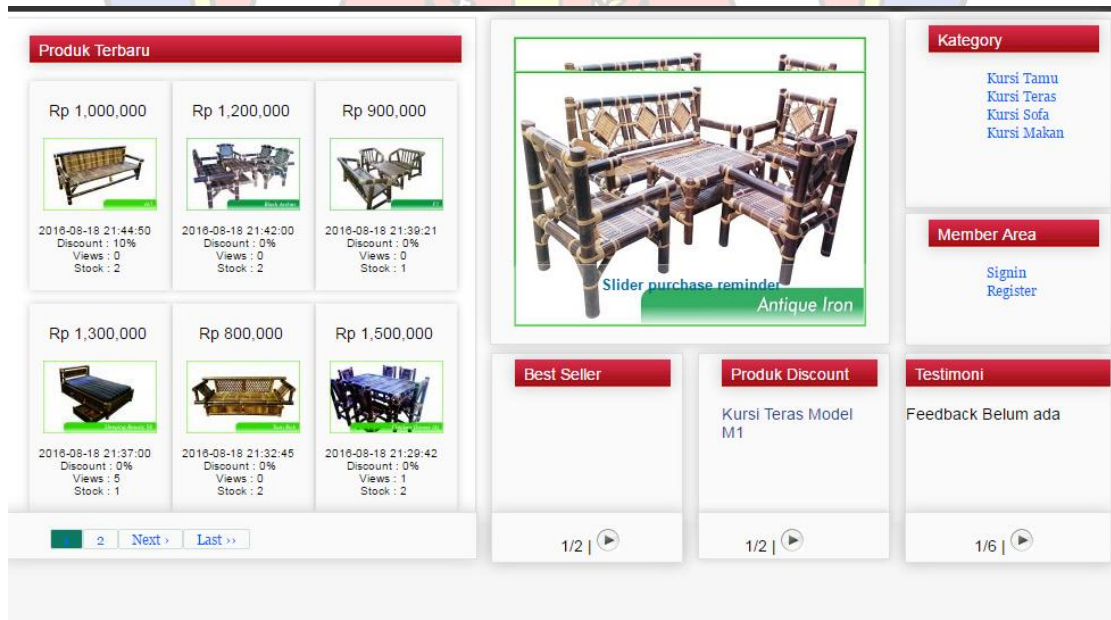 Produk Terbaru
Rp 1,000,000
Rp 1,200,000
Rp 900,000
2016-08-18 21:44:50
Discount : 10%
Views : 0
Stock : 2
2016-08-18 21:42:00
Discount : 0%
Views : 0
Stock : 2
2016-08-18 21:39:21
Discount : 0%
Views : 0
Stock : 1
Rp 1,300,000
Rp 800,000
Rp 1,500,000
2016-08-18 21:37:00
Discount : 0%
Views : 5
Stock : 1
2016-08-18 21:32:45
Discount : 0%
Views : 0
Stock : 2
2016-08-18 21:29:42
Discount : 0%
Views : 1
Stock : 2
1 2 Next › Last ››
Slider purchase reminder
Antique Iron
Best Seller
1/2 |
Produk Discount
Kursi Teras Model
M1
1/2 |
Kategory
Kursi Tamu
Kursi Teras
Kursi Sofa
Kursi Makan
Member Area
Signin
Register
Testimoni
Feedback Belum ada
1/6 |